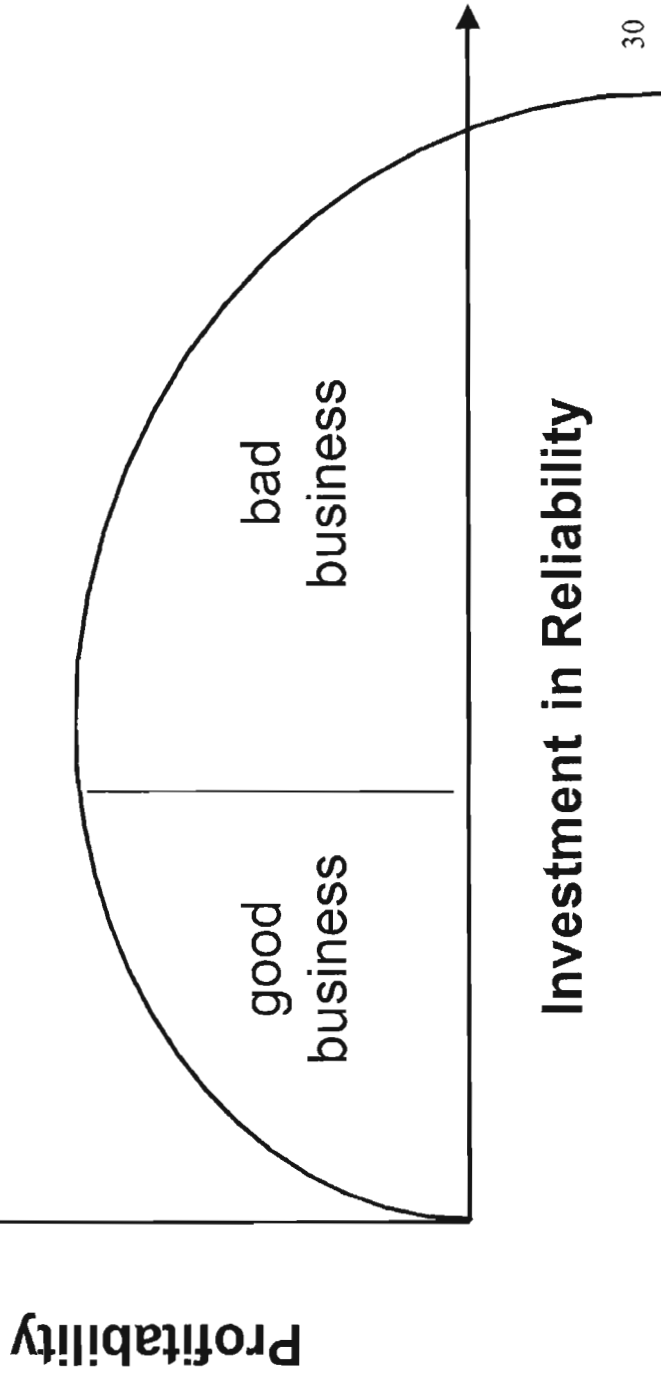 Profitability
good
business
bad
business
Investment in Reliability
30